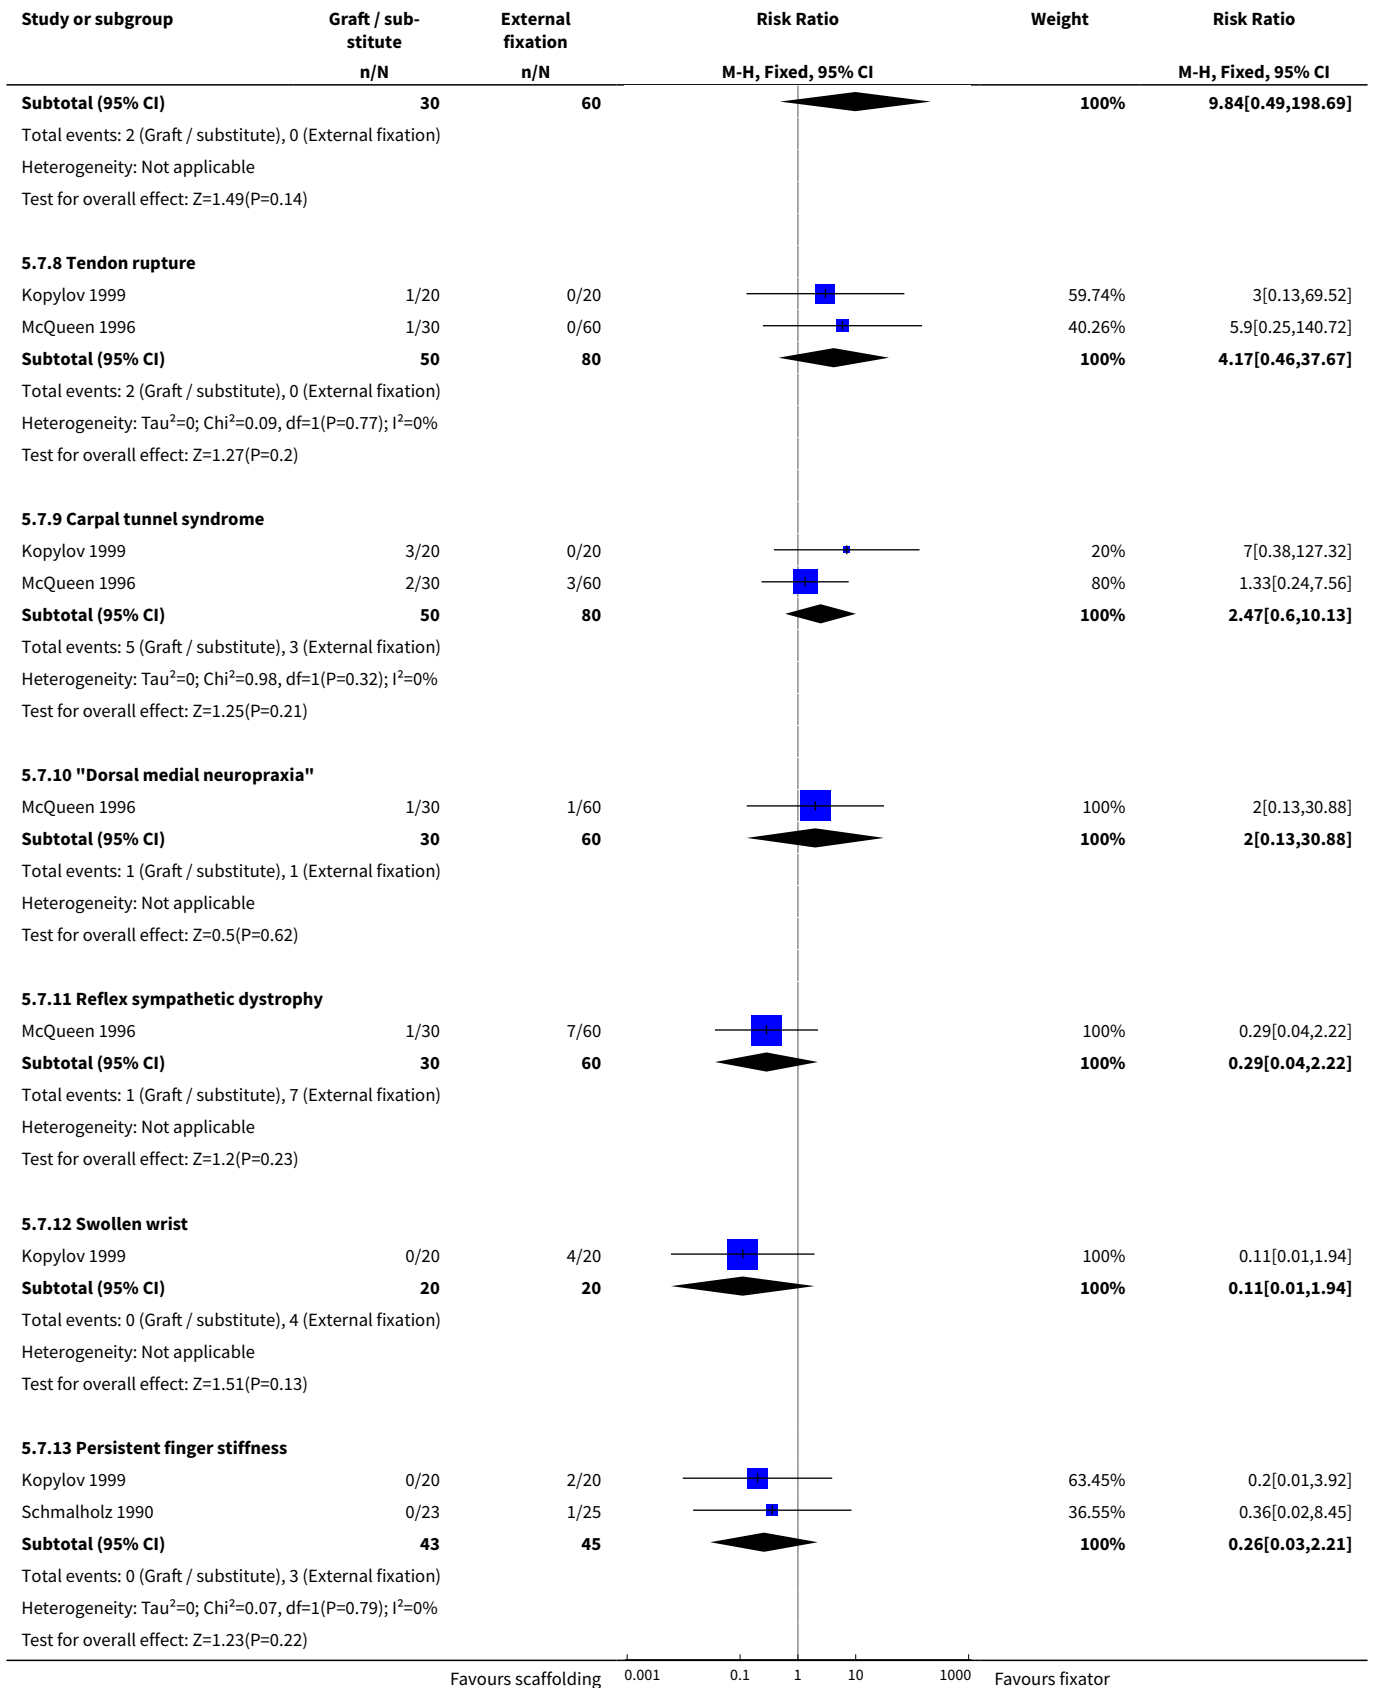 Study or subgroup Graft / sub- External Risk Ratio Weight Risk Ratio
stitute fixation
n/N n/N M-H, Fixed, 95% CI M-H, Fixed, 95% CI
Subtotal (95% CI) 30 60 100% 9.84[0.49,198.69]
Total events: 2 (Graft / substitute), 0 (External fixation)
Heterogeneity: Not applicable
Test for overall effect: Z=1.49(P=0.14)
5.7.8 Tendon rupture
Kopylov 1999 1/20 0/20 59.74% 3[0.13,69.52]
McQueen 1996 1/30 0/60 40.26% 5.9[0.25,140.72]
Subtotal (95% CI) 50 80 100% 4.17[0.46,37.67]
Total events: 2 (Graft / substitute), 0 (External fixation)
Heterogeneity: Tau²=0; Chi²=0.09, df=1(P=0.77); I²=0%
Test for overall effect: Z=1.27(P=0.2)
5.7.9 Carpal tunnel syndrome
Kopylov 1999 3/20 0/20 20% 7[0.38,127.32]
McQueen 1996 2/30 3/60 80% 1.33[0.24,7.56]
Subtotal (95% CI) 50 80 100% 2.47[0.6,10.13]
Total events: 5 (Graft / substitute), 3 (External fixation)
Heterogeneity: Tau²=0; Chi²=0.98, df=1(P=0.32); I²=0%
Test for overall effect: Z=1.25(P=0.21)
5.7.10 "Dorsal medial neuropraxia"
McQueen 1996 1/30 1/60 100% 2[0.13,30.88]
Subtotal (95% CI) 30 60 100% 2[0.13,30.88]
Total events: 1 (Graft / substitute), 1 (External fixation)
Heterogeneity: Not applicable
Test for overall effect: Z=0.5(P=0.62)
5.7.11 Reflex sympathetic dystrophy
McQueen 1996 1/30 7/60 100% 0.29[0.04,2.22]
Subtotal (95% CI) 30 60 100% 0.29[0.04,2.22]
Total events: 1 (Graft / substitute), 7 (External fixation)
Heterogeneity: Not applicable
Test for overall effect: Z=1.2(P=0.23)
5.7.12 Swollen wrist
Kopylov 1999 0/20 4/20 100% 0.11[0.01,1.94]
Subtotal (95% CI) 20 20 100% 0.11[0.01,1.94]
Total events: 0 (Graft / substitute), 4 (External fixation)
Heterogeneity: Not applicable
Test for overall effect: Z=1.51(P=0.13)
5.7.13 Persistent finger stiffness
Kopylov 1999 0/20 2/20 63.45% 0.2[0.01,3.92]
Schmalholz 1990 0/23 1/25 36.55% 0.36[0.02,8.45]
Subtotal (95% CI) 43 45 100% 0.26[0.03,2.21]
Total events: 0 (Graft / substitute), 3 (External fixation)
Heterogeneity: Tau²=0; Chi²=0.07, df=1(P=0.79); I²=0%
Test for overall effect: Z=1.23(P=0.22)
Favours scaffolding 0.001 0.1 1 10 1000 Favours fixator